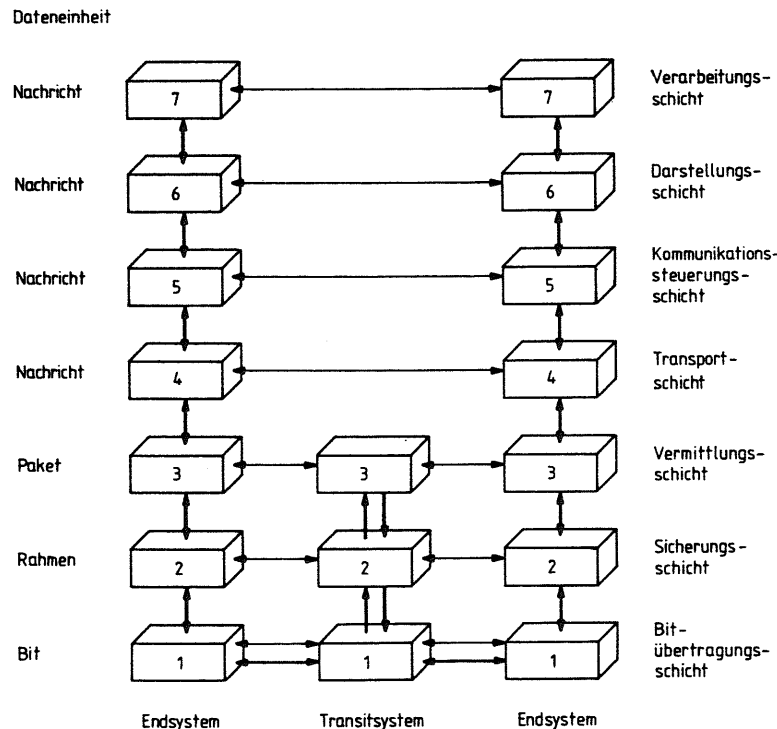 Dateneinheit
Nachricht
7
7
Verarbeitungs-
schicht
Nachricht
6
6
Darstellungs-
schicht
Nachricht
5
5
Kommunikations-
steuerungs-
schicht
Nachricht
4
4
Transport-
schicht
Paket
3
3
3
Vermittlungs-
schicht
Rahmen
2
2
2
Sicherungs-
schicht
Bit
1
1
1
Bit-
übertragungs-
schicht
Endsystem
Transitsystem
Endsystem